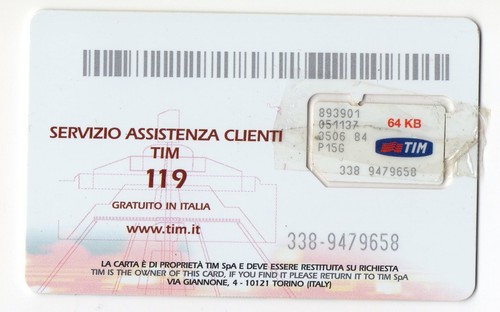 893901
051137
0506 84
P15G
64 KB
TIM
338 9479658
SERVIZIO ASSISTENZA CLIENTI
TIM
119
GRATUITO IN ITALIA
www.tim.it
338-9479658
LA CARTA È DI PROPRIETÀ TIM SpA E DEVE ESSERE RESTITUITA SU RICHIESTA
TIM IS THE OWNER OF THIS CARD, IF YOU FIND IT PLEASE RETURN IT TO TIM SpA
VIA GIANNONE, 4 - 10121 TORINO (ITALY)